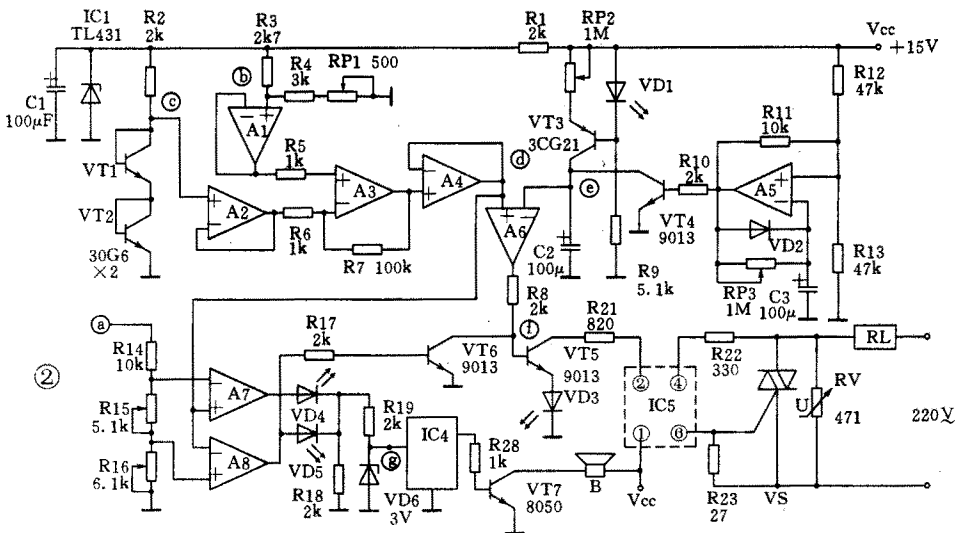 IC1
TL431
R2
2k
R3
2k7
R4
3k
RP1 500
R1
2k
RP2
1M
Vcc
+15V
C1
100μF
ⓒ
ⓑ
A1
VT1
VT2
30G6
×2
R5
1k
A2
R6
1k
A3
R7 100k
A4
ⓓ
A6
VT3
3CG21
VD1
ⓔ
C2
100μ
R10
2k
VT4
9013
R9
5.1k
R11
10k
A5
VD2
RP3
1M
C3
100μ
R12
47k
R13
47k
②
ⓐ
R14
10k
R15
5.1k
R16
6.1k
A7
A8
R17
2k
VD4
VD5
R18
2k
R19
2k
ⓖ
VD6
3V
IC4
VT6
9013
R8
2k
ⓕ
R28
1k
VT7
8050
B
VT5
9013
VD3
R21
820
② ④
IC5
① ⑥
Vcc
R22
330
R23
27
VS
U
RV
471
RL
220V